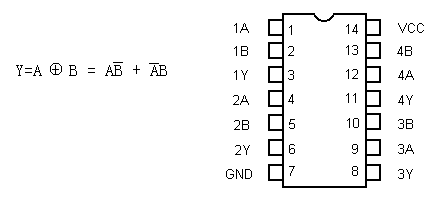 1A 1 14 VCC
1B 2 13 4B
Y=A ⊕ B = AB̅ + A̅B
1Y 3 12 4A
2A 4 11 4Y
2B 5 10 3B
2Y 6 9 3A
GND 7 8 3Y